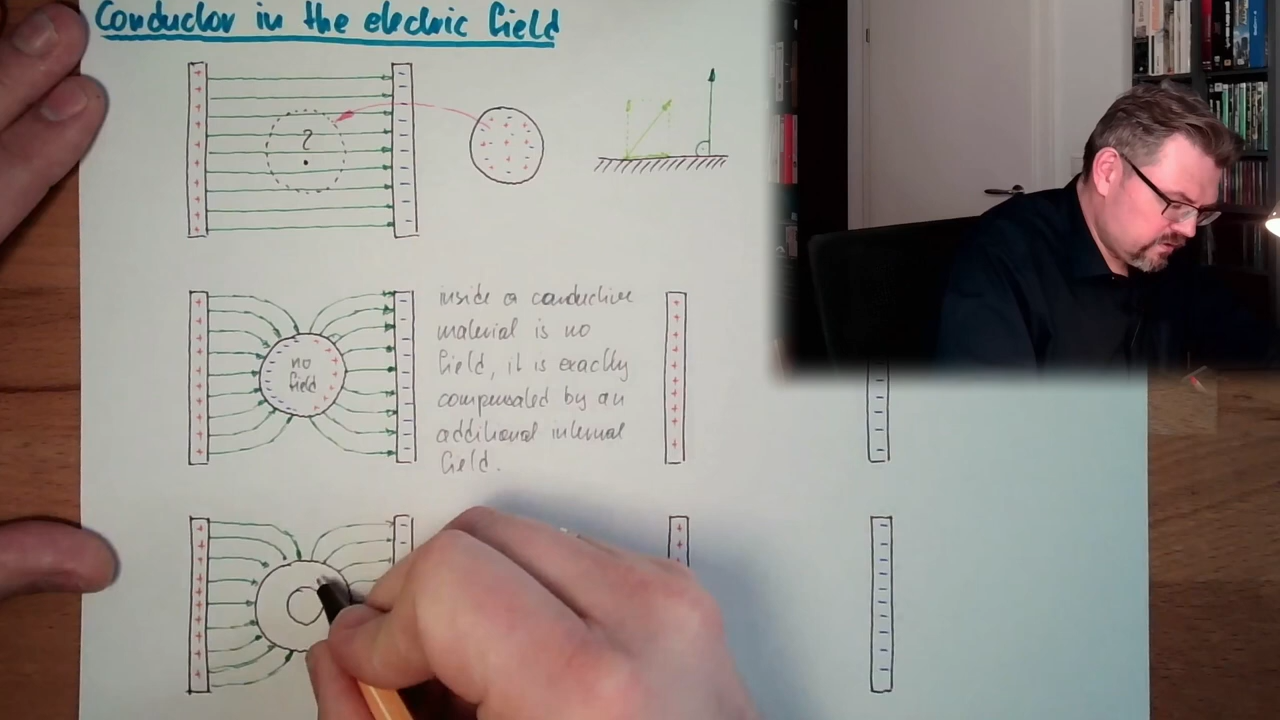 Conductor in the electric field
?
no
field
inside a conductive
material is no
field, it is exactly
compensated by an
additional internal
field.